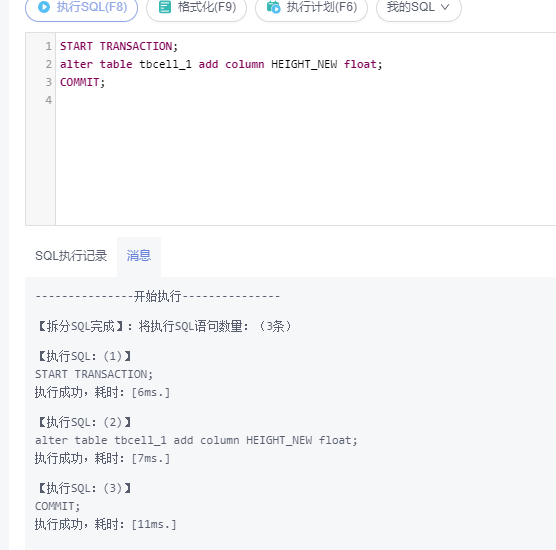 执行SQL(F8) 格式化(F9) 执行计划(F6) 我的SQL
1 START TRANSACTION;
2 alter table tbcell_1 add column HEIGHT_NEW float;
3 COMMIT;
4
SQL执行记录 消息
---------------开始执行---------------
【拆分SQL完成】：将执行SQL语句数量：（3条）
【执行SQL：(1)】
START TRANSACTION;
执行成功，耗时：[6ms.]
【执行SQL：(2)】
alter table tbcell_1 add column HEIGHT_NEW float;
执行成功，耗时：[7ms.]
【执行SQL：(3)】
COMMIT;
执行成功，耗时：[11ms.]